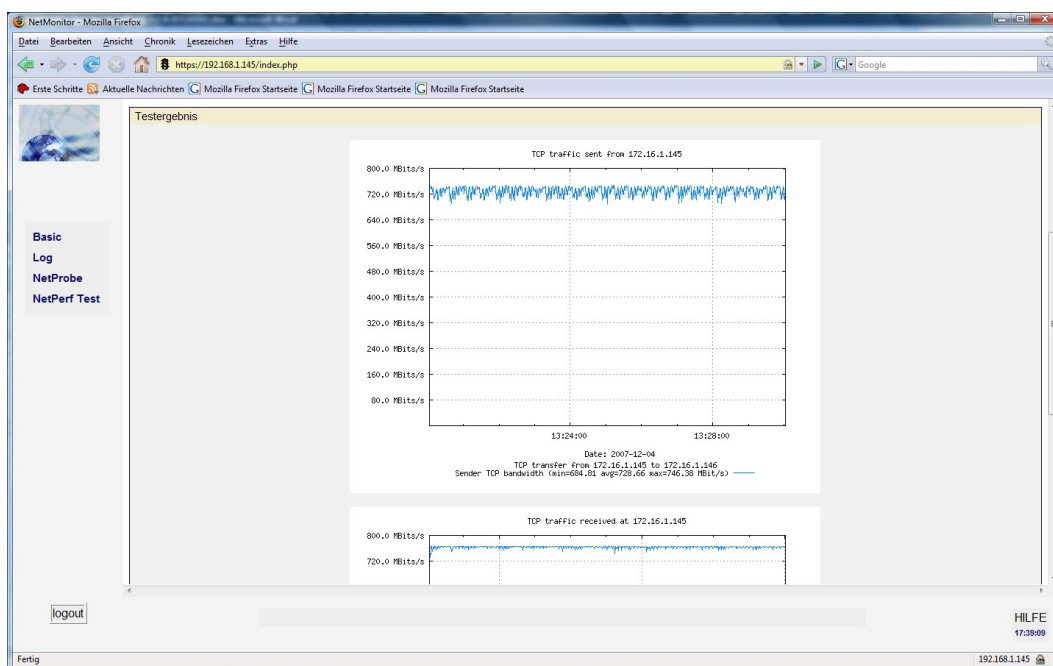 NetMonitor - Mozilla Firefox
Datei Bearbeiten Ansicht Chronik Lesezeichen Extras Hilfe
https://192.168.1.145/index.php
Google
Erste Schritte Aktuelle Nachrichten Mozilla Firefox Startseite Mozilla Firefox Startseite Mozilla Firefox Startseite
Testergebnis
Basic
Log
NetProbe
NetPerf Test
TCP traffic sent from 172.16.1.145
800.0 MBits/s
720.0 MBits/s
640.0 MBits/s
560.0 MBits/s
480.0 MBits/s
400.0 MBits/s
320.0 MBits/s
240.0 MBits/s
160.0 MBits/s
80.0 MBits/s
13:24:00 13:28:00
Date: 2007-12-04
TCP transfer from 172.16.1.145 to 172.16.1.146
Sender TCP bandwidth (min=684.81 avg=728.66 max=746.38 MBit/s)
TCP traffic received at 172.16.1.145
800.0 MBits/s
720.0 MBits/s
logout
HILFE
17:39:09
Fertig
192.168.1.145